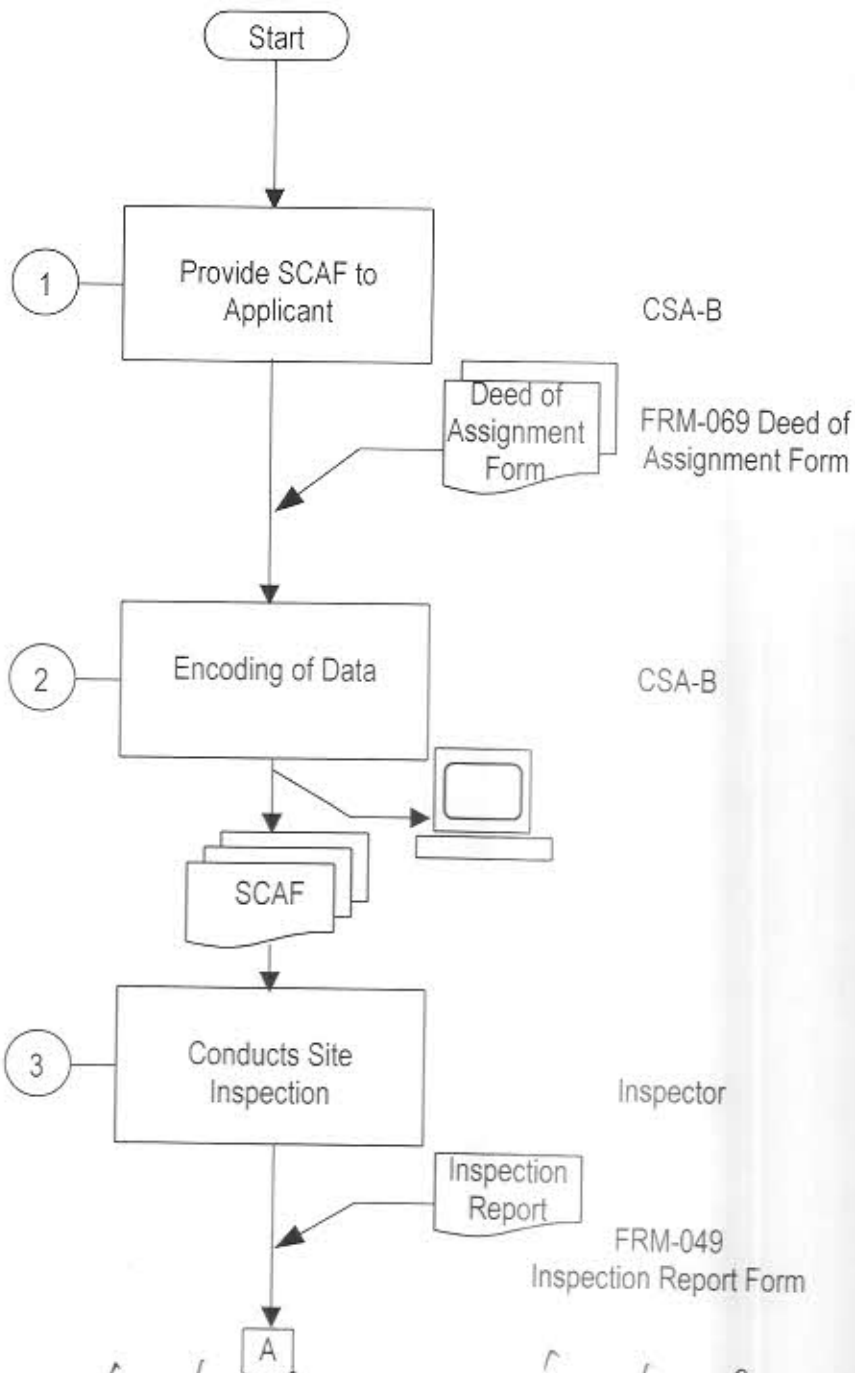 Start
1
Provide SCAF to
Applicant
CSA-B
Deed of
Assignment
Form
FRM-069 Deed of
Assignment Form
2
Encoding of Data
CSA-B
SCAF
3
Conducts Site
Inspection
Inspector
Inspection
Report
FRM-049
Inspection Report Form
A